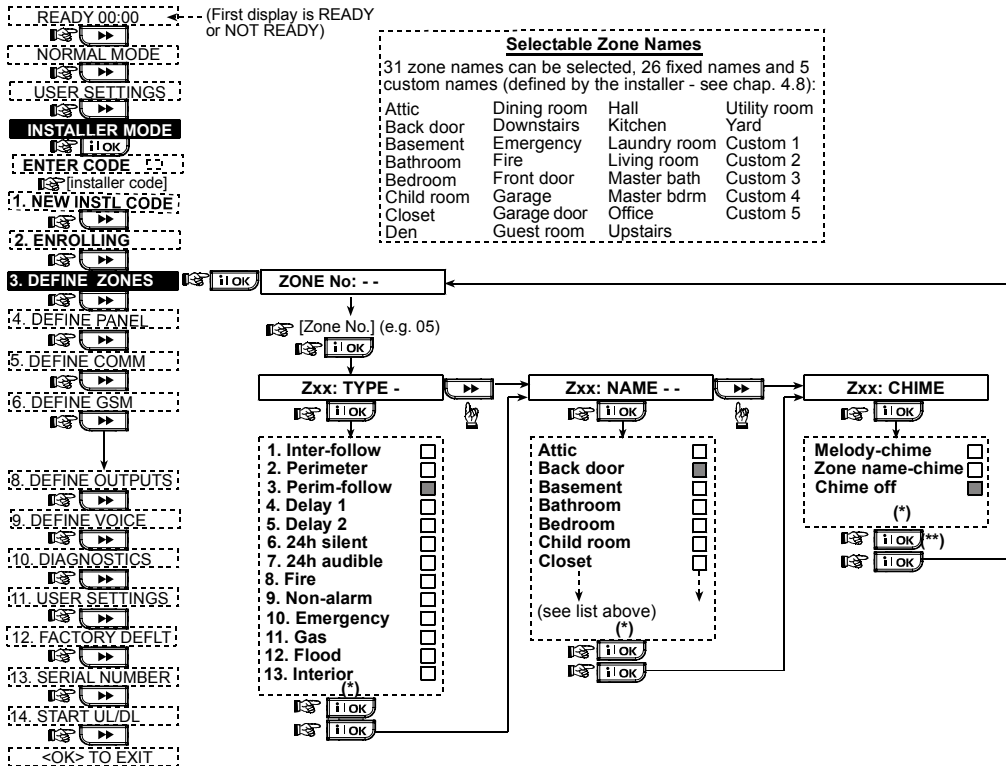 READY 00:00
(First display is READY
or NOT READY)
NORMAL MODE
USER SETTINGS
INSTALLER MODE
i I OK
ENTER CODE
[installer code]
1. NEW INSTL CODE
2. ENROLLING
3. DEFINE ZONES
4. DEFINE PANEL
5. DEFINE COMM
6. DEFINE GSM
8. DEFINE OUTPUTS
9. DEFINE VOICE
10. DIAGNOSTICS
11. USER SETTINGS
12. FACTORY DEFLT
13. SERIAL NUMBER
14. START UL/DL
<OK> TO EXIT
Selectable Zone Names
31 zone names can be selected, 26 fixed names and 5
custom names (defined by the installer - see chap. 4.8):
Attic
Back door
Basement
Bathroom
Bedroom
Child room
Closet
Den
Dining room
Downstairs
Emergency
Fire
Front door
Garage
Garage door
Guest room
Hall
Kitchen
Laundry room
Living room
Master bath
Master bdrm
Office
Upstairs
Utility room
Yard
Custom 1
Custom 2
Custom 3
Custom 4
Custom 5
i I OK
ZONE No: - -
[Zone No.] (e.g. 05)
i I OK
Zxx: TYPE -
i I OK
1. Inter-follow
2. Perimeter
3. Perim-follow
4. Delay 1
5. Delay 2
6. 24h silent
7. 24h audible
8. Fire
9. Non-alarm
10. Emergency
11. Gas
12. Flood
13. Interior
(*)
i I OK
i I OK
Zxx: NAME - -
i I OK
Attic
Back door
Basement
Bathroom
Bedroom
Child room
Closet
(see list above)
(*)
i I OK
i I OK
Zxx: CHIME
i I OK
Melody-chime
Zone name-chime
Chime off
(*)
i I OK (**)
i I OK